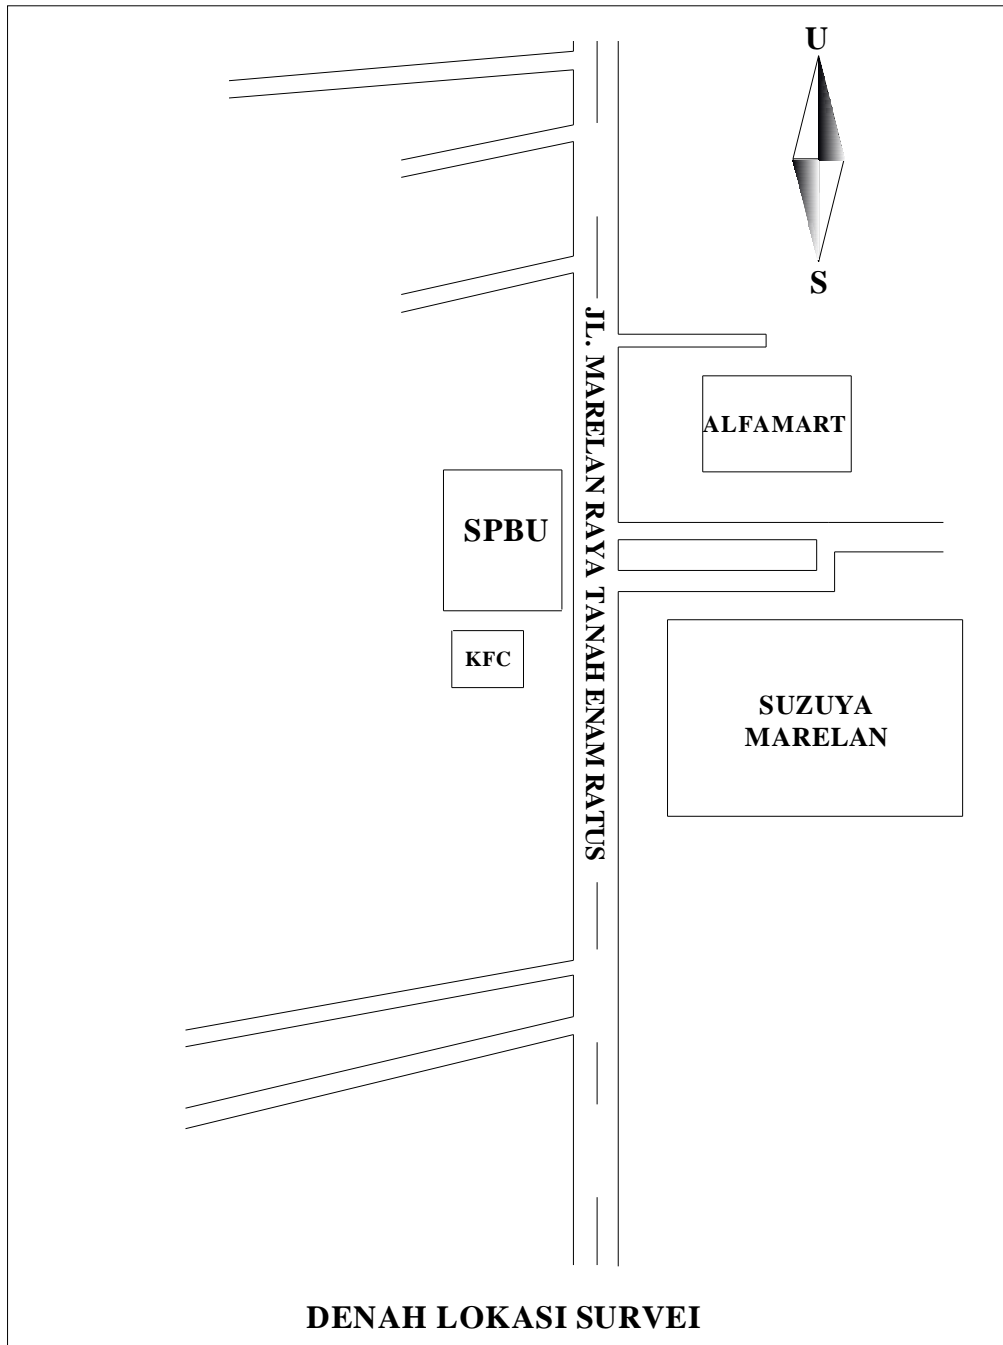 U
S
JL. MARELAN RAYA TANAH ENAM RATUS
ALFAMART
SPBU
KFC
SUZUYA
MARELAN
DENAH LOKASI SURVEI